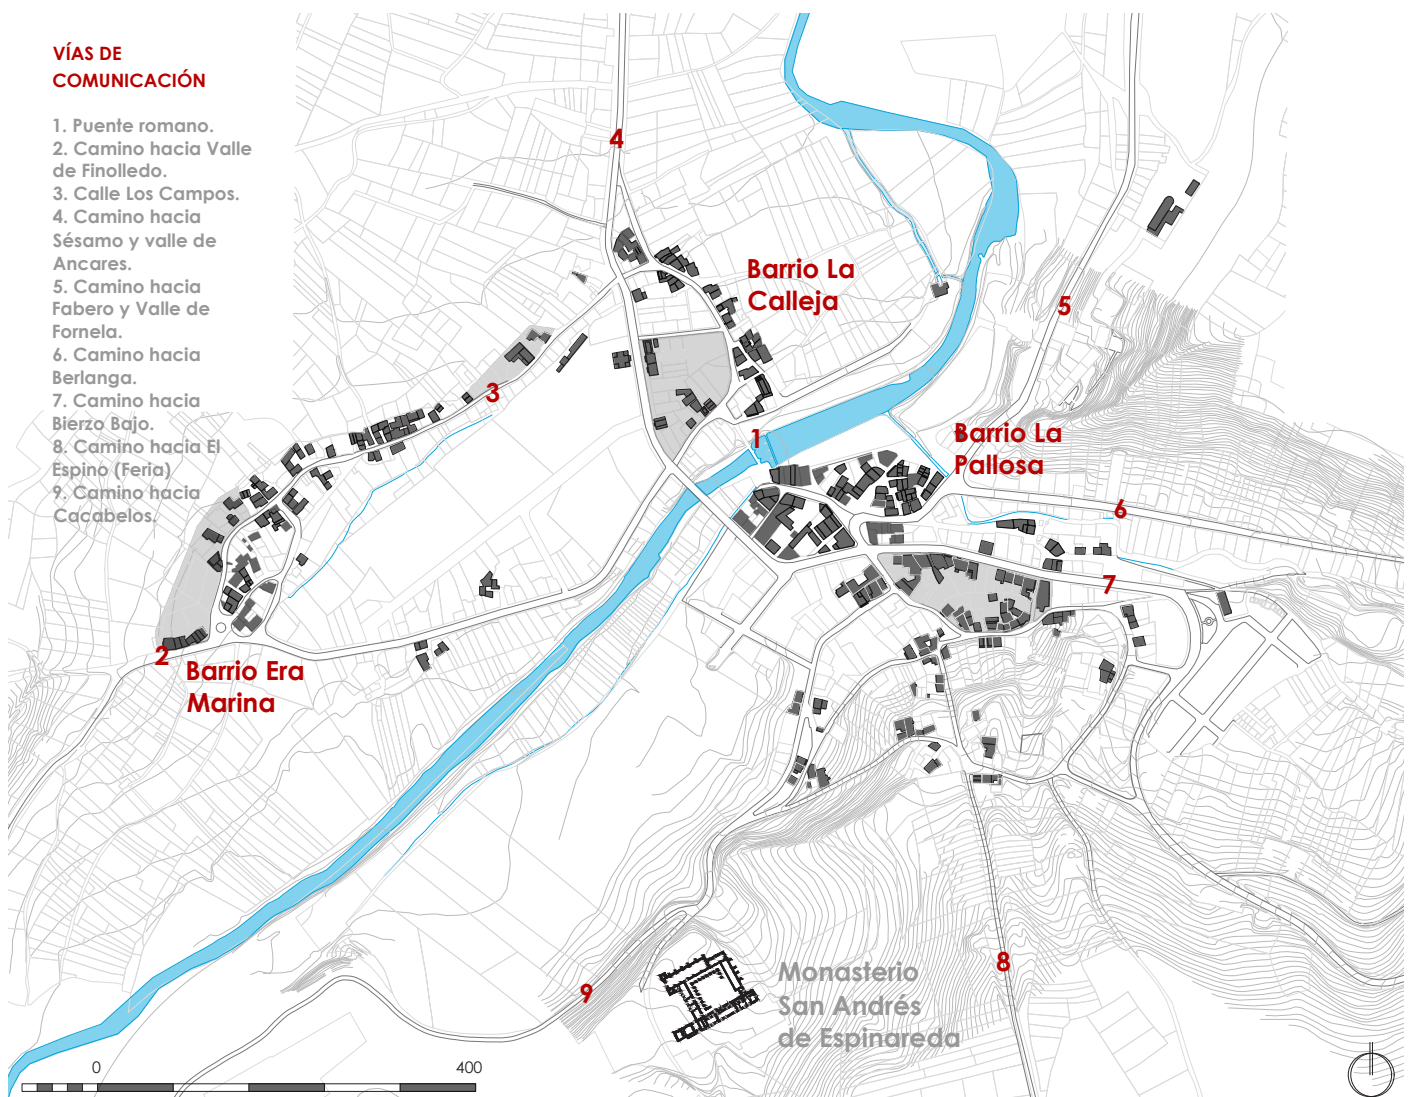 VÍAS DE
COMUNICACIÓN
1. Puente romano.
2. Camino hacia Valle
de Finolledo.
3. Calle Los Campos.
4. Camino hacia
Sésamo y valle de
Ancares.
5. Camino hacia
Fabero y Valle de
Fornela.
6. Camino hacia
Berlanga.
7. Camino hacia
Bierzo Bajo.
8. Camino hacia El
Espino (Feria)
9. Camino hacia
Cacabelos.
4
Barrio La
Calleja
5
3
1
Barrio La
Pallosa
6
7
2
Barrio Era
Marina
8
9
Monasterio
San Andrés
de Espinareda
0
400